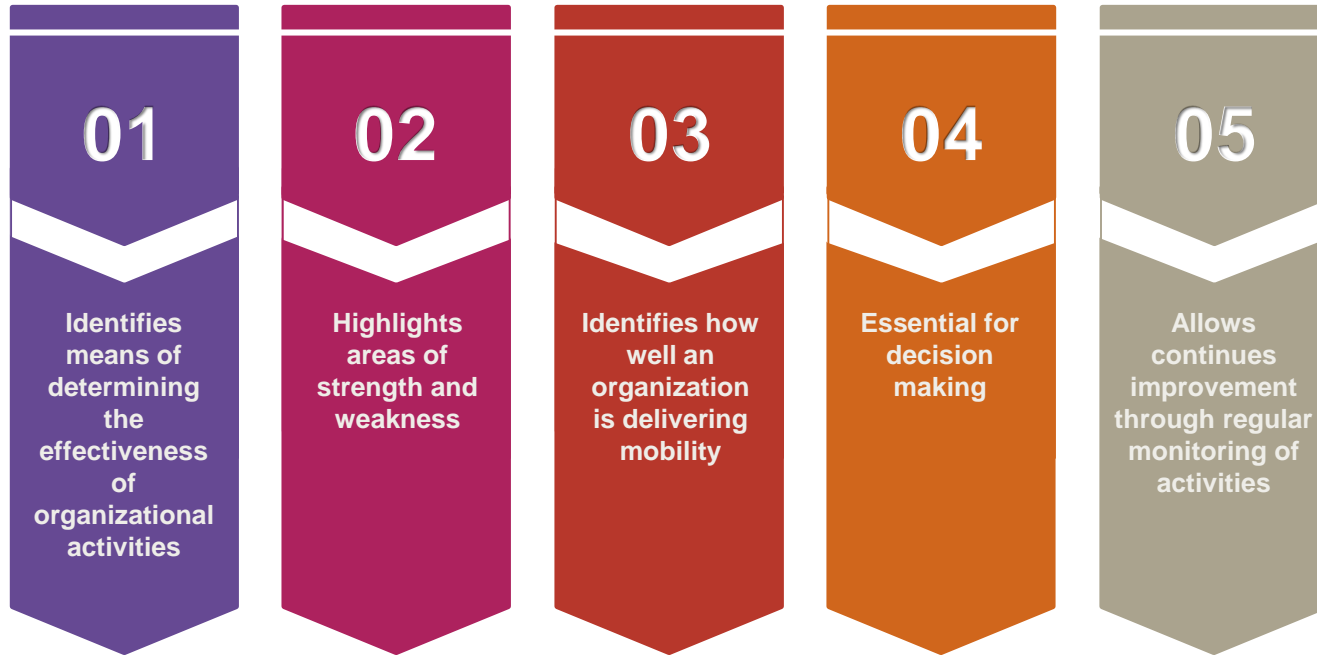 01
Identifies
means of
determining
the
effectiveness
of
organizational
activities
02
Highlights
areas of
strength and
weakness
03
Identifies how
well an
organization
is delivering
mobility
04
Essential for
decision
making
05
Allows
continues
improvement
through regular
monitoring of
activities